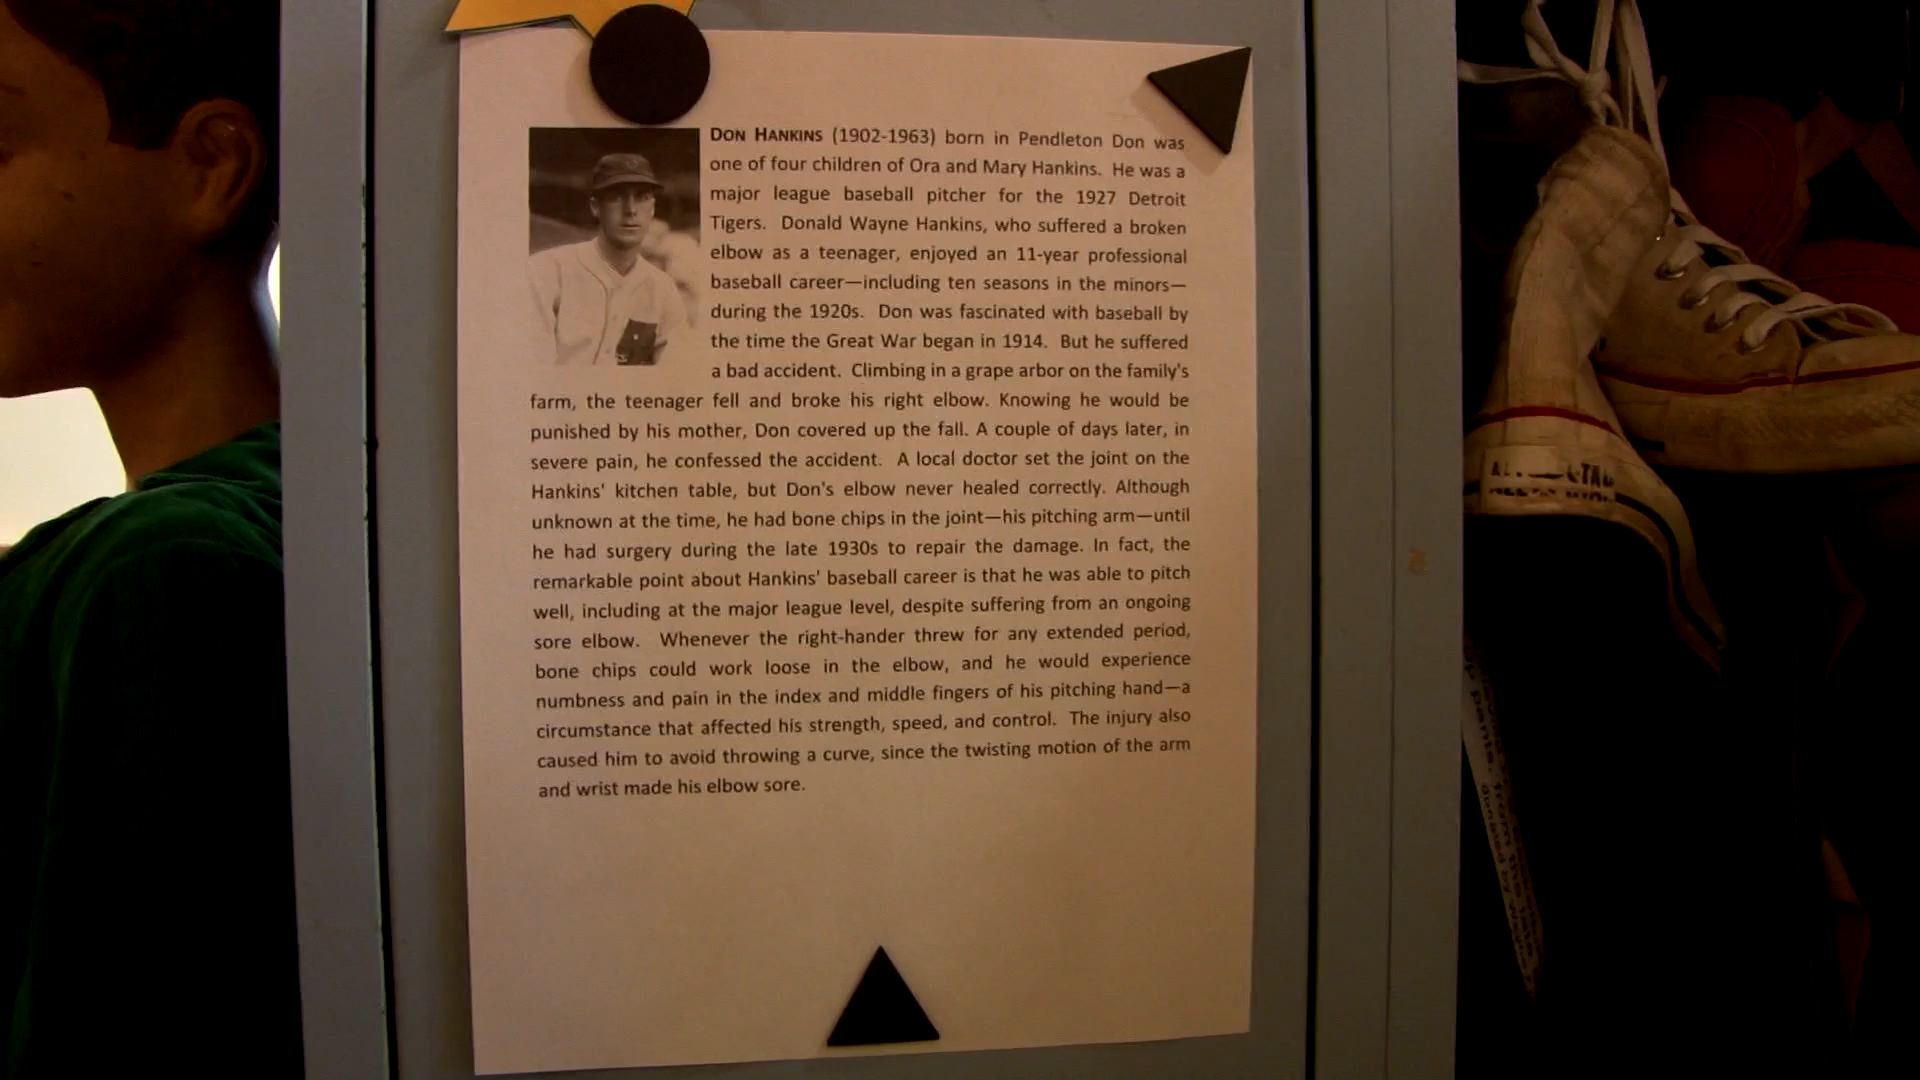 DON HANKINS (1902-1963) born in Pendleton Don was
one of four children of Ora and Mary Hankins. He was a
major league baseball pitcher for the 1927 Detroit
Tigers. Donald Wayne Hankins, who suffered a broken
elbow as a teenager, enjoyed an 11-year professional
baseball career—including ten seasons in the minors—
during the 1920s. Don was fascinated with baseball by
the time the Great War began in 1914. But he suffered
a bad accident. Climbing in a grape arbor on the family's
farm, the teenager fell and broke his right elbow. Knowing he would be
punished by his mother, Don covered up the fall. A couple of days later, in
severe pain, he confessed the accident. A local doctor set the joint on the
Hankins' kitchen table, but Don's elbow never healed correctly. Although
unknown at the time, he had bone chips in the joint—his pitching arm—until
he had surgery during the late 1930s to repair the damage. In fact, the
remarkable point about Hankins' baseball career is that he was able to pitch
well, including at the major league level, despite suffering from an ongoing
sore elbow. Whenever the right-hander threw for any extended period,
bone chips could work loose in the elbow, and he would experience
numbness and pain in the index and middle fingers of his pitching hand—a
circumstance that affected his strength, speed, and control. The injury also
caused him to avoid throwing a curve, since the twisting motion of the arm
and wrist made his elbow sore.